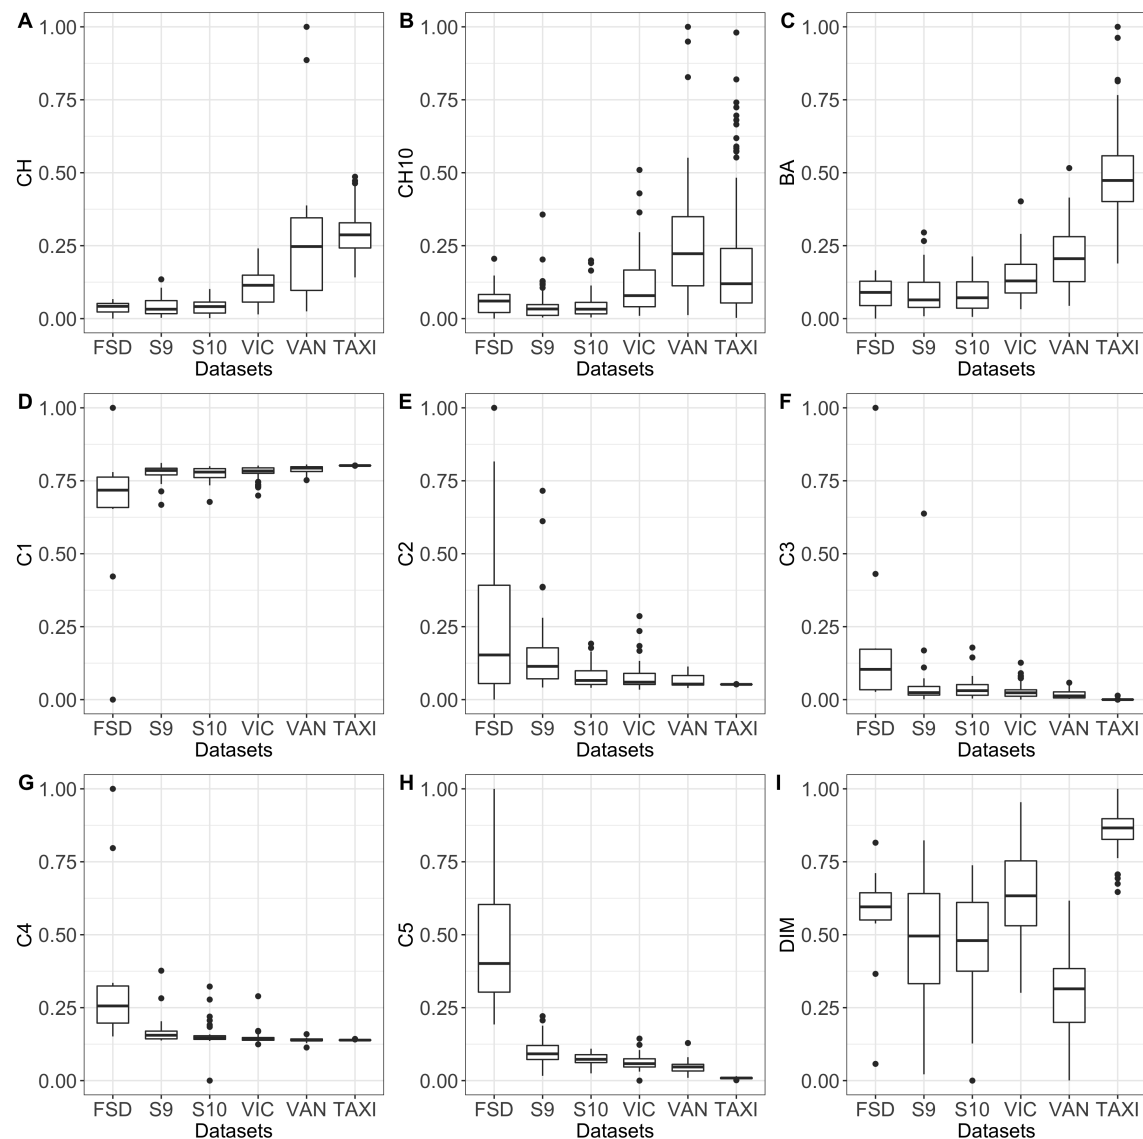 A B C
1.00 1.00 1.00
0.75 0.75 0.75
CH 0.50 CH10 0.50 BA 0.50
0.25 0.25 0.25
0.00 0.00 0.00
FSD S9 S10 VIC VAN TAXI FSD S9 S10 VIC VAN TAXI FSD S9 S10 VIC VAN TAXI
Datasets Datasets Datasets
D E F
1.00 1.00 1.00
0.75 0.75 0.75
C1 0.50 C2 0.50 C3 0.50
0.25 0.25 0.25
0.00 0.00 0.00
FSD S9 S10 VIC VAN TAXI FSD S9 S10 VIC VAN TAXI FSD S9 S10 VIC VAN TAXI
Datasets Datasets Datasets
G H I
1.00 1.00 1.00
0.75 0.75 0.75
C4 0.50 C5 0.50 DIM 0.50
0.25 0.25 0.25
0.00 0.00 0.00
FSD S9 S10 VIC VAN TAXI FSD S9 S10 VIC VAN TAXI FSD S9 S10 VIC VAN TAXI
Datasets Datasets Datasets